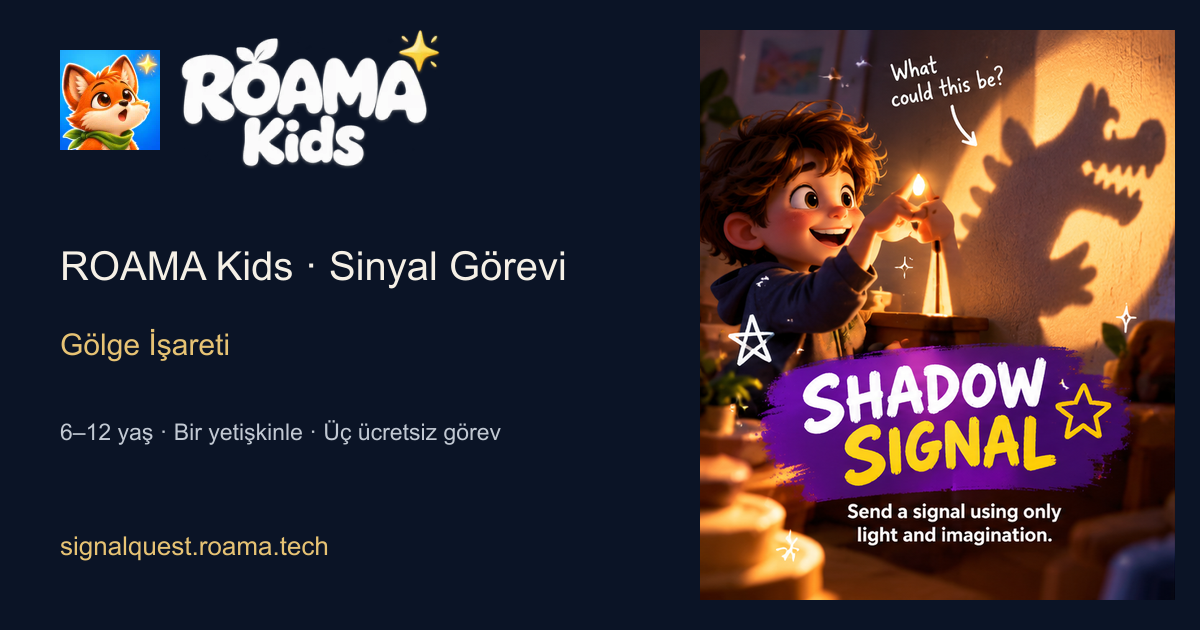 ROAMA
Kids
ROAMA Kids · Sinyal Görevi
Gölge İşareti
6–12 yaş · Bir yetişkinle · Üç ücretsiz görev
signalquest.roama.tech
What
could this be?
SHADOW
SIGNAL
Send a signal using only
light and imagination.